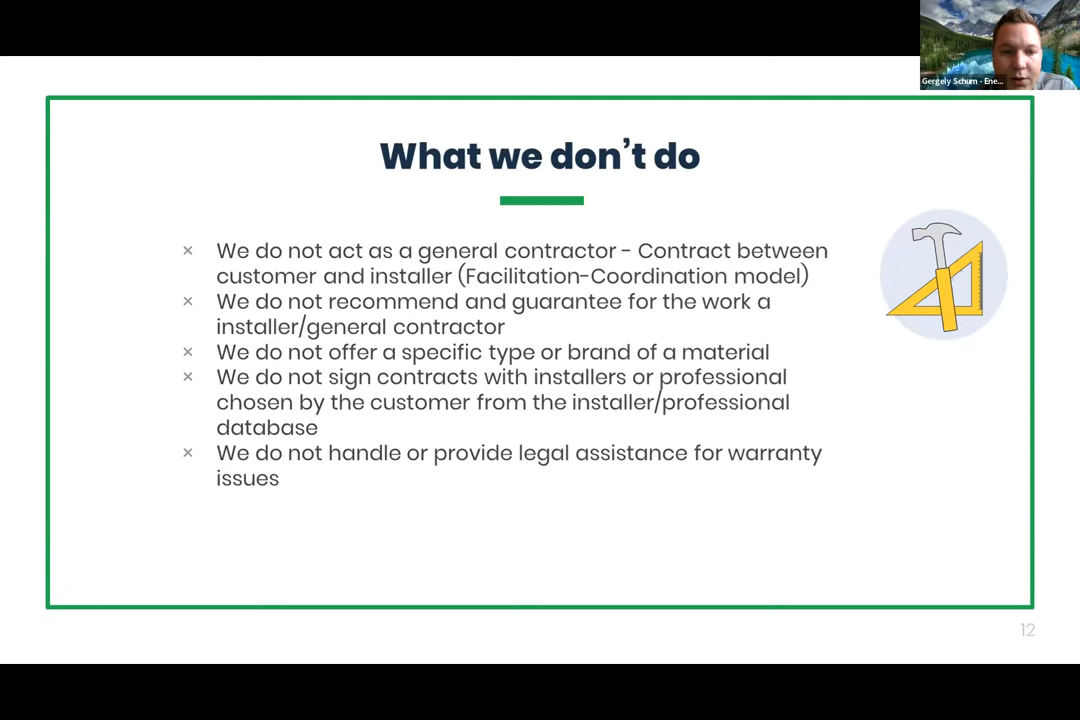 Gergely Schum - Ene...
What we don't do
× We do not act as a general contractor - Contract between
customer and installer (Facilitation-Coordination model)
× We do not recommend and guarantee for the work a
installer/general contractor
× We do not offer a specific type or brand of a material
× We do not sign contracts with installers or professional
chosen by the customer from the installer/professional
database
× We do not handle or provide legal assistance for warranty
issues
12